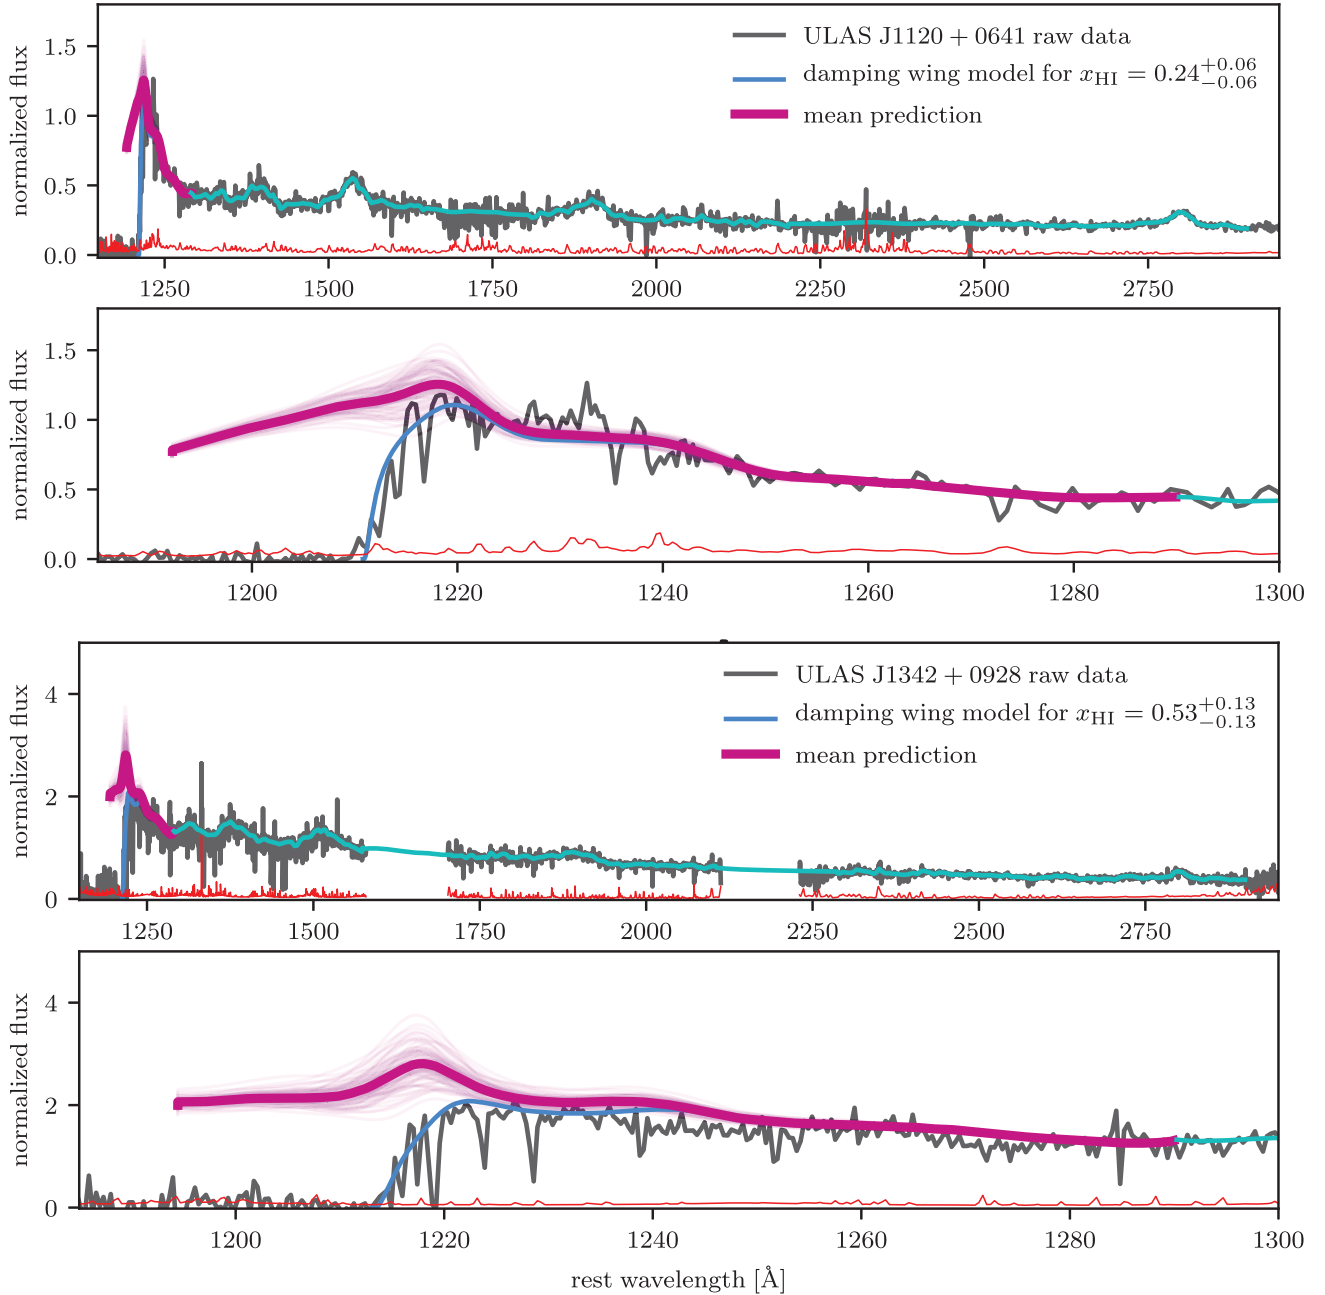 normalized flux
1.5
1.0
0.5
0.0
ULAS J1120 + 0641 raw data
damping wing model for x_HI = 0.24^{+0.06}_{−0.06}
mean prediction
1250 1500 1750 2000 2250 2500 2750
normalized flux
1.5
1.0
0.5
0.0
1200 1220 1240 1260 1280 1300
normalized flux
4
2
0
ULAS J1342 + 0928 raw data
damping wing model for x_HI = 0.53^{+0.13}_{−0.13}
mean prediction
1250 1500 1750 2000 2250 2500 2750
normalized flux
4
2
0
1200 1220 1240 1260 1280 1300
rest wavelength [Å]